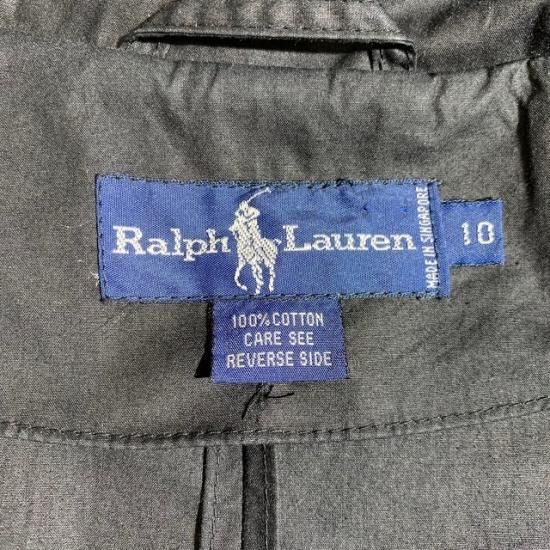 Ralph Lauren
MADE IN SINGAPORE
10
100% COTTON
CARE SEE
REVERSE SIDE